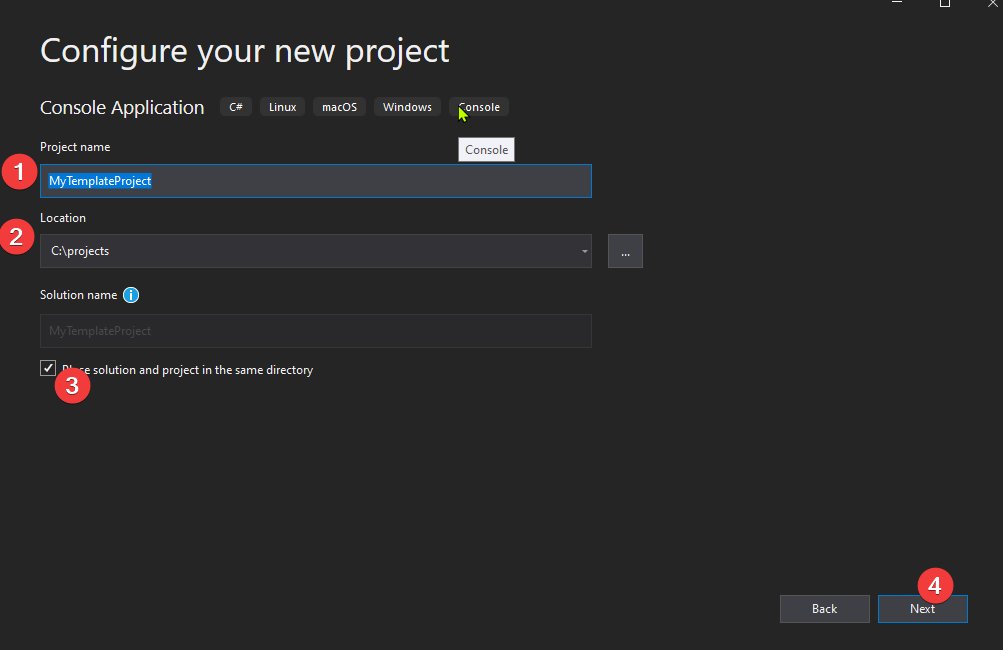 Configure your new project
Console Application C# Linux macOS Windows Console
Project name
Console
1
MyTemplateProject
Location
2
C:\projects
...
Solution name i
MyTemplateProject
solution and project in the same directory
3
4
Back Next